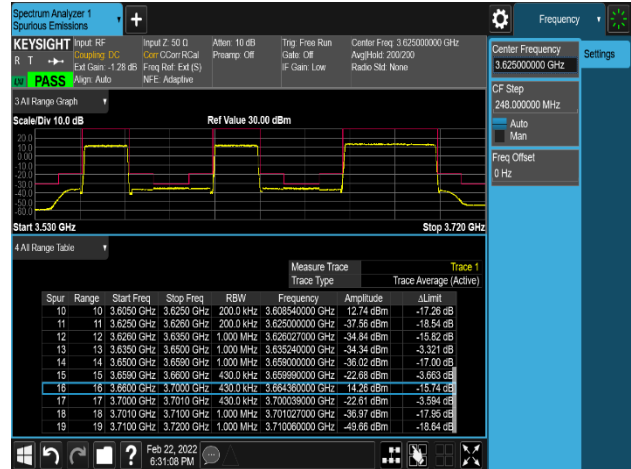 Spectrum Analyzer 1
Spurious Emissions
Frequency
KEYSIGHT Input: RF Input Z: 50 Ω Atten: 10 dB Trig: Free Run Center Freq: 3.625000000 GHz
R T Coupling: DC Corr CCorr RCal Preamp: Off Gate: Off Avg|Hold: 200/200
Ext Gain: -1.28 dB Freq Ref: Ext (S) IF Gain: Low Radio Std: None
PASS Align: Auto NFE: Adaptive
Center Frequency
3.625000000 GHz
Settings
CF Step
248.000000 MHz
Auto
Man
Freq Offset
0 Hz
3 All Range Graph
Scale/Div 10.0 dB Ref Value 30.00 dBm
20.0
10.0
0.00
-10.0
-20.0
-30.0
-40.0
-50.0
-60.0
Start 3.530 GHz Stop 3.720 GHz
4 All Range Table
Measure Trace Trace 1
Trace Type Trace Average (Active)
Spur Range Start Freq Stop Freq RBW Frequency Amplitude ΔLimit
10 10 3.6050 GHz 3.6250 GHz 200.0 kHz 3.608540000 GHz 12.74 dBm -17.26 dB
11 11 3.6250 GHz 3.6260 GHz 200.0 kHz 3.625000000 GHz -37.56 dBm -18.54 dB
12 12 3.6260 GHz 3.6350 GHz 1.000 MHz 3.626027000 GHz -34.84 dBm -15.82 dB
13 13 3.6350 GHz 3.6500 GHz 1.000 MHz 3.635240000 GHz -34.34 dBm -3.321 dB
14 14 3.6500 GHz 3.6590 GHz 1.000 MHz 3.659000000 GHz -36.02 dBm -17.00 dB
15 15 3.6590 GHz 3.6600 GHz 430.0 kHz 3.659990000 GHz -22.68 dBm -3.663 dB
16 16 3.6600 GHz 3.7000 GHz 430.0 kHz 3.664360000 GHz 14.26 dBm -15.74 dB
17 17 3.7000 GHz 3.7010 GHz 430.0 kHz 3.700039000 GHz -22.61 dBm -3.594 dB
18 18 3.7010 GHz 3.7100 GHz 1.000 MHz 3.701027000 GHz -36.97 dBm -17.95 dB
19 19 3.7100 GHz 3.7200 GHz 1.000 MHz 3.710060000 GHz -49.66 dBm -18.64 dB
Feb 22, 2022
6:31:08 PM